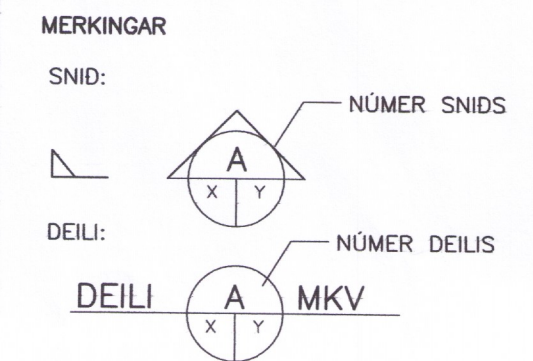 MERKINGAR
SNIÐ:
NÚMER SNIÐS
A
X Y
DEILI:
NÚMER DEILIS
DEILI A MKV
X Y